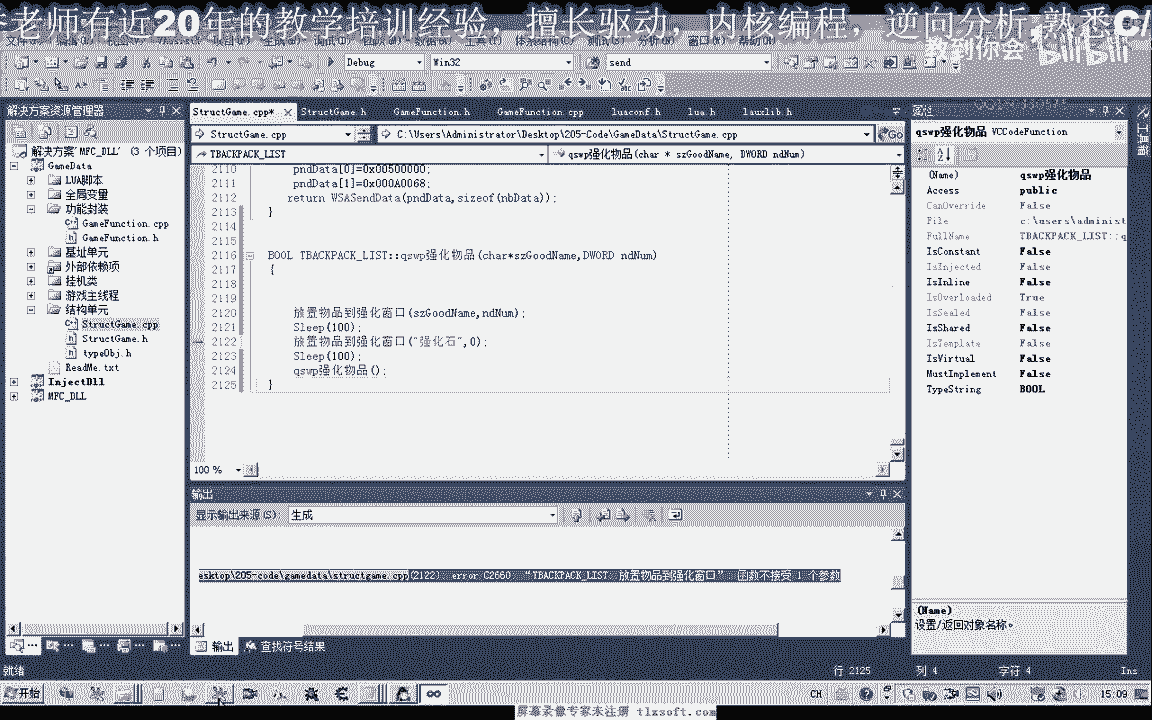 老师有近20年的教学培训经验，擅长驱动，内核编程，逆向分析,熟悉C/
教到你会 bilibili
Debug Win32 send
解决方案资源管理器
解决方案"MFC_DLL" (3 个项目)
GameData
LUA脚本
全局变量
功能封装
GameFunction.cpp
GameFunction.h
基址单元
外部依赖项
挂机类
游戏主线程
结构单元
StructGame.cpp
StructGame.h
typeObj.h
ReadMe.txt
InjectDll
MFC_DLL
StructGame.cpp* StructGame.h GameFunction.h GameFunction.cpp luaconf.h lua.h lauxlib.h
StructGame.cpp C:\Users\Administrator\Desktop\205-Code\GameData\StructGame.cpp Go
TBACKPACK_LIST qswp强化物品(char * szGoodName, DWORD ndNum)
2110 pndData[0]=0x00500000;
2111 pndData[1]=0x000A0068;
2112 return WSASendData(pndData,sizeof(nbData));
2113 }
2114
2115
2116 BOOL TBACKPACK_LIST::qswp强化物品(char*szGoodName,DWORD ndNum)
2117 {
2118
2119
2120 放置物品到强化窗口(szGoodName,ndNum);
2121 Sleep(100);
2122 放置物品到强化窗口("强化石",0);
2123 Sleep(100);
2124 qswp强化物品();
2125 }
100 %
输出
显示输出来源(S): 生成
esktop\205-code\gamedata\structgame.cpp(2122): error C2660: “TBACKPACK_LIST::放置物品到强化窗口”: 函数不接受 1 个参数
输出 查找符号结果
属性
qswp强化物品 VCCodeFunction
(Name) qswp强化物品
Access public
CanOverride False
File c:\users\administ
FullName TBACKPACK_LIST::q
IsConstant False
IsInjected False
IsInline False
IsOverloaded True
IsSealed False
IsShared False
IsTemplate False
IsVirtual False
MustImplement False
TypeString BOOL
(Name)
设置/返回对象名称。
工具箱
就绪 行 2125 列 4 字符 4 Ins
开始 CH 15:09
屏幕录像专家未注册 tlxsoft.com